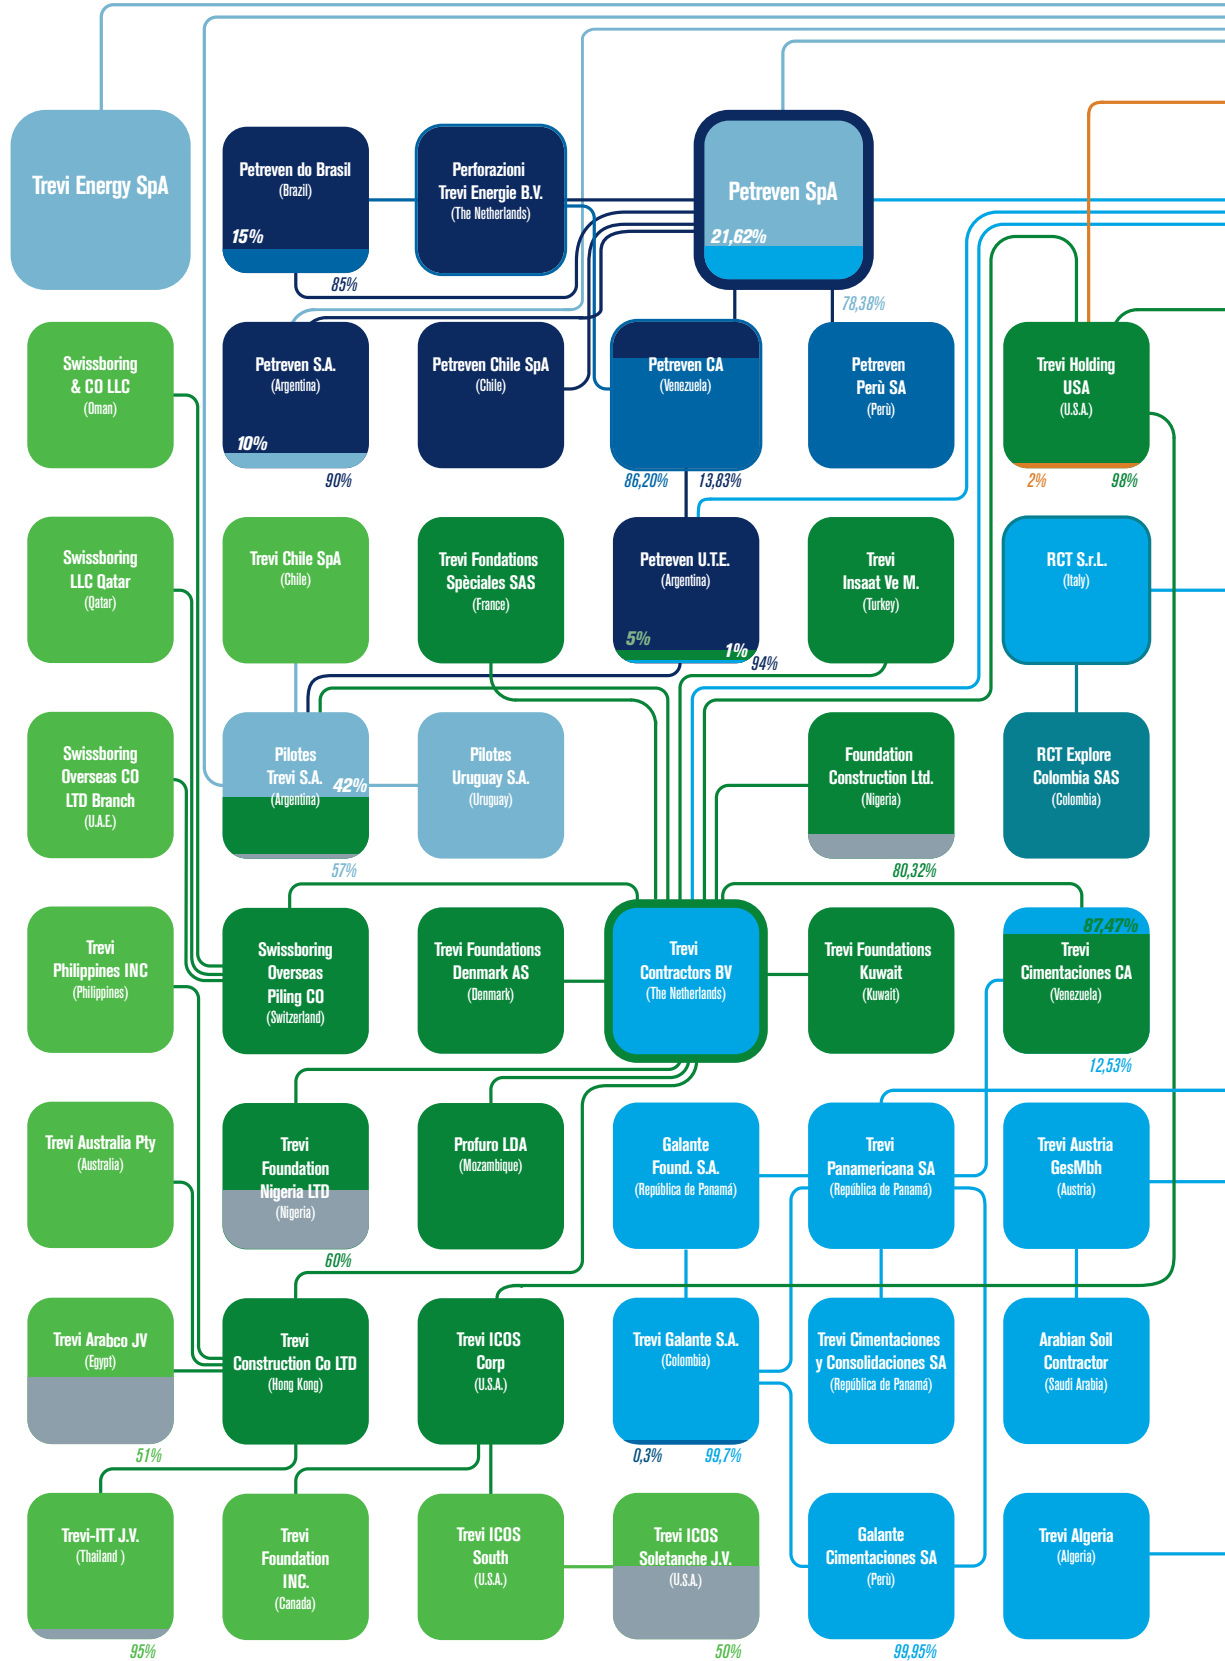 Trevi Energy SpA
Petreven do Brasil
(Brazil)
15%
85%
Perforazioni
Trevi Energie B.V.
(The Netherlands)
Petreven SpA
21,62%
78,38%
Swissboring
& CO LLC
(Oman)
Petreven S.A.
(Argentina)
10%
90%
Petreven Chile SpA
(Chile)
Petreven CA
(Venezuela)
86,20%
13,83%
Petreven
Perù SA
(Perù)
Trevi Holding
USA
(U.S.A.)
2%
98%
Swissboring
LLC Qatar
(Qatar)
Trevi Chile SpA
(Chile)
Trevi Fondations
Spèciales SAS
(France)
Petreven U.T.E.
(Argentina)
5%
1%
94%
Trevi
Insaat Ve M.
(Turkey)
RCT S.r.L.
(Italy)
Swissboring
Overseas CO
LTD Branch
(U.A.E.)
Pilotes
Trevi S.A.
(Argentina)
42%
57%
Pilotes
Uruguay S.A.
(Uruguay)
Foundation
Construction Ltd.
(Nigeria)
80,32%
RCT Explore
Colombia SAS
(Colombia)
Trevi
Philippines INC
(Philippines)
Swissboring
Overseas
Piling CO
(Switzerland)
Trevi Foundations
Denmark AS
(Denmark)
Trevi
Contractors BV
(The Netherlands)
Trevi Foundations
Kuwait
(Kuwait)
87,47%
Trevi
Cimentaciones CA
(Venezuela)
12,53%
Trevi Australia Pty
(Australia)
Trevi
Foundation
Nigeria LTD
(Nigeria)
60%
Profuro LDA
(Mozambique)
Galante
Found. S.A.
(República de Panamá)
Trevi
Panamericana SA
(República de Panamá)
Trevi Austria
GesMbh
(Austria)
Trevi Arabco JV
(Egypt)
51%
Trevi
Construction Co LTD
(Hong Kong)
Trevi ICOS
Corp
(U.S.A.)
Trevi Galante S.A.
(Colombia)
0,3%
99,7%
Trevi Cimentaciones
y Consolidaciones SA
(República de Panamá)
Arabian Soil
Contractor
(Saudi Arabia)
Trevi-ITT J.V.
(Thailand )
95%
Trevi
Foundation
INC.
(Canada)
Trevi ICOS
South
(U.S.A.)
Trevi ICOS
Soletanche J.V.
(U.S.A.)
50%
Galante
Cimentaciones SA
(Perù)
99,95%
Trevi Algeria
(Algeria)